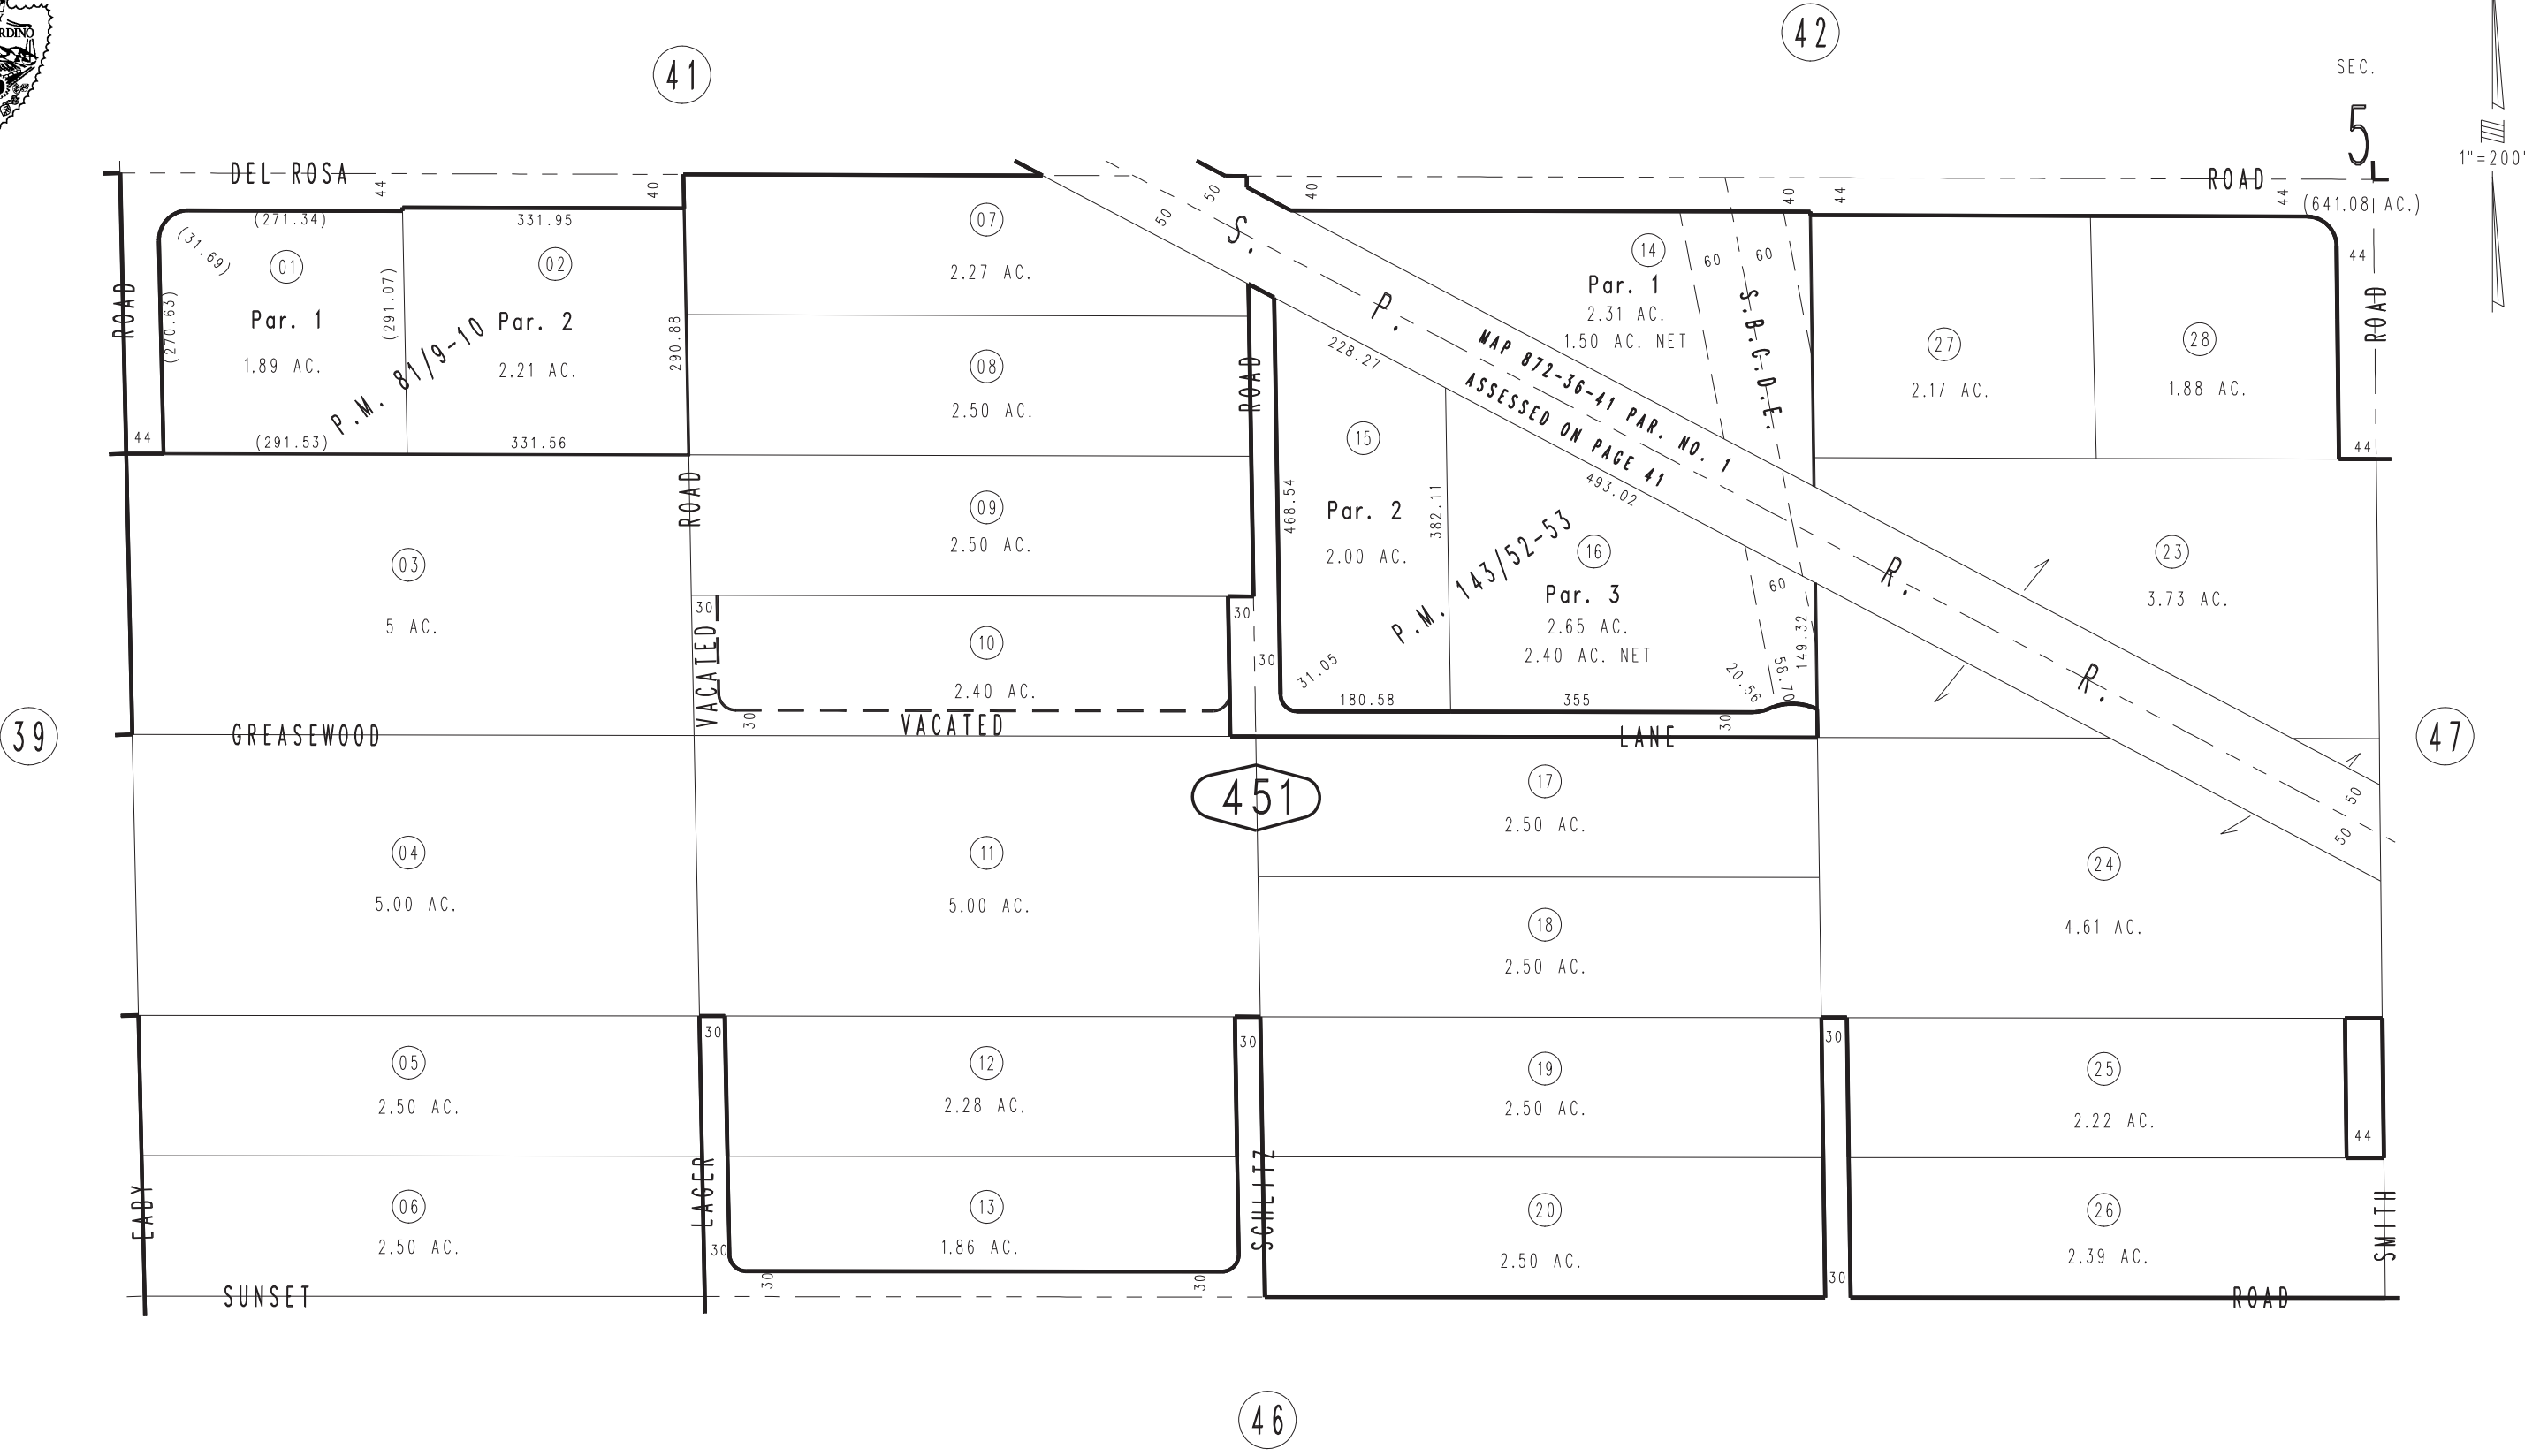 RDINO
41
42
SEC.
5
1"=200'
DEL ROSA
44
40
50
50
40
40
44
ROAD
44
(641.08 AC.)
(271.34)
331.95
(31.69)
01
02
07
2.27 AC.
S.
14
Par. 1
2.31 AC.
1.50 AC. NET
60
60
44
ROAD
(270.63)
Par. 1
1.89 AC.
(291.07)
Par. 2
2.21 AC.
290.88
P.M. 81/9-10
(291.53)
331.56
44
08
2.50 AC.
ROAD
228.27
P.
MAP 872-36-41 PAR. NO. 1
ASSESSED ON PAGE 41
S.B.C.D.E.
27
2.17 AC.
28
1.88 AC.
ROAD
44
ROAD
09
2.50 AC.
15
Par. 2
2.00 AC.
468.54
382.11
493.02
P.M. 143/52-53
16
Par. 3
2.65 AC.
2.40 AC. NET
60
R.
23
3.73 AC.
03
5 AC.
30
VACATED
10
2.40 AC.
30
30
31.05
180.58
355
20.56
58.70
149.32
R.
39
GREASEWOOD
30
VACATED
30
LANE
47
451
17
2.50 AC.
50
50
04
5.00 AC.
11
5.00 AC.
18
2.50 AC.
24
4.61 AC.
30
30
30
05
2.50 AC.
12
2.28 AC.
19
2.50 AC.
25
2.22 AC.
44
EADY
06
2.50 AC.
LAGER
13
1.86 AC.
SCHLITZ
20
2.50 AC.
26
2.39 AC.
SMITH
30
30
30
30
SUNSET
ROAD
46